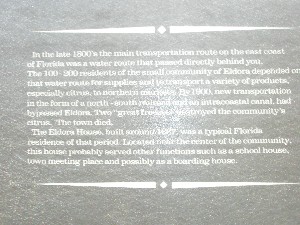 In the late 1800's the main transportation route on the east coast
of Florida was a water route that passed directly behind you.
The 100-200 residents of the small community of Eldora depended on
that water route for supplies and to transport a variety of products,
especially citrus, to northern markets. By 1900, new transportation
in the form of a north-south railroad and an intracoastal canal, had
bypassed Eldora. Two "great freezes" destroyed the community's
citrus. The town died.
The Eldora House, built around, was a typical Florida
residence of that period. Located near the center of the community,
this house probably served other functions such as a school house,
town meeting place and possibly as a boarding house.